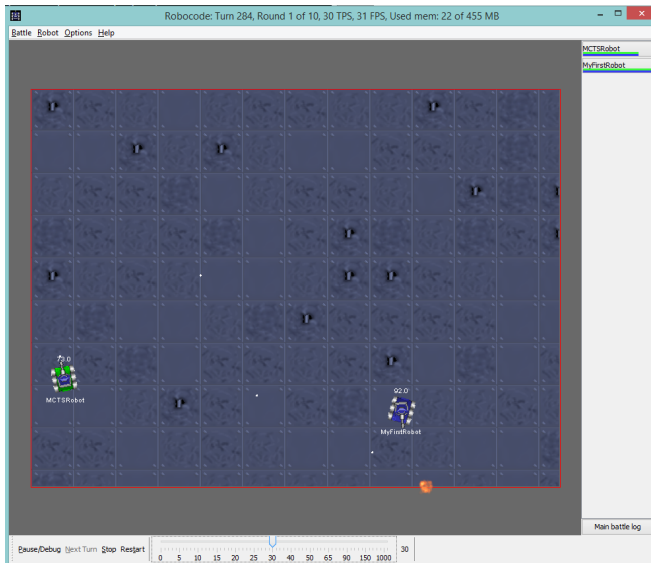 Robocode: Turn 284, Round 1 of 10, 30 TPS, 31 FPS, Used mem: 22 of 455 MB
Battle Robot Options Help
MCTSRobot
MyFirstRobot
73.0
MCTSRobot
92.0
MyFirstRobot
Main battle log
Pause/Debug Next Turn Stop Restart 30
0 5 10 15 20 25 30 40 50 65 90 150 1000